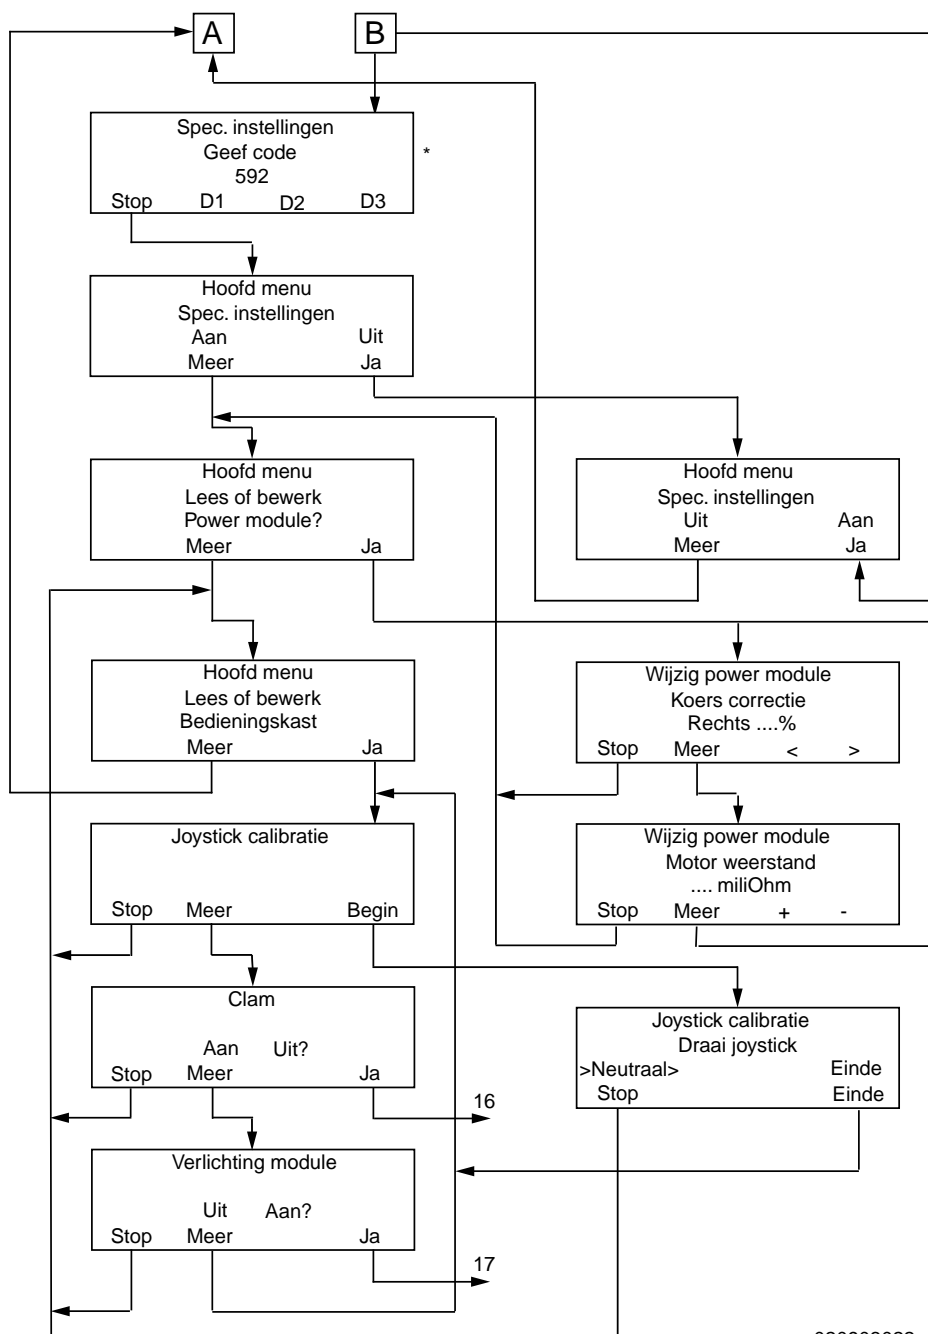 A B
Spec. instellingen
Geef code
592
Stop D1 D2 D3
*
Hoofd menu
Spec. instellingen
Aan Uit
Meer Ja
Hoofd menu
Lees of bewerk
Power module?
Meer Ja
Hoofd menu
Spec. instellingen
Uit Aan
Meer Ja
Hoofd menu
Lees of bewerk
Bedieningskast
Meer Ja
Wijzig power module
Koers correctie
Rechts ....%
Stop Meer < >
Joystick calibratie
Stop Meer Begin
Wijzig power module
Motor weerstand
.... miliOhm
Stop Meer + -
Clam
Aan Uit?
Stop Meer Ja
16
Joystick calibratie
Draai joystick
>Neutraal> Einde
Stop Einde
Verlichting module
Uit Aan?
Stop Meer Ja
17